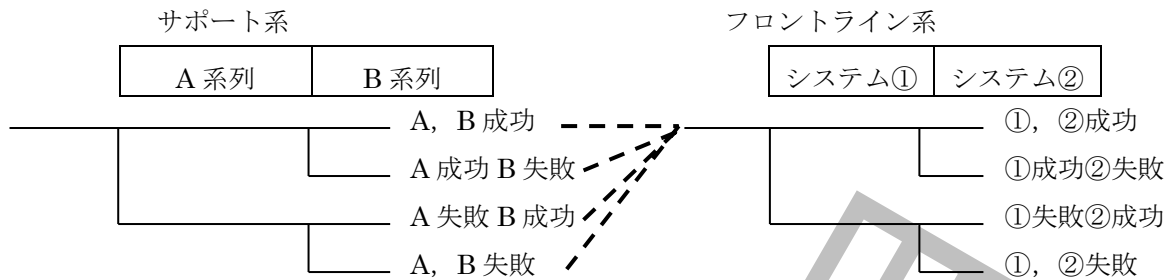 サポート系
フロントライン系
A 系列 B 系列
システム① システム②
A，B 成功
A 成功 B 失敗
A 失敗 B 成功
A，B 失敗
①，②成功
①成功②失敗
①失敗②成功
①，②失敗